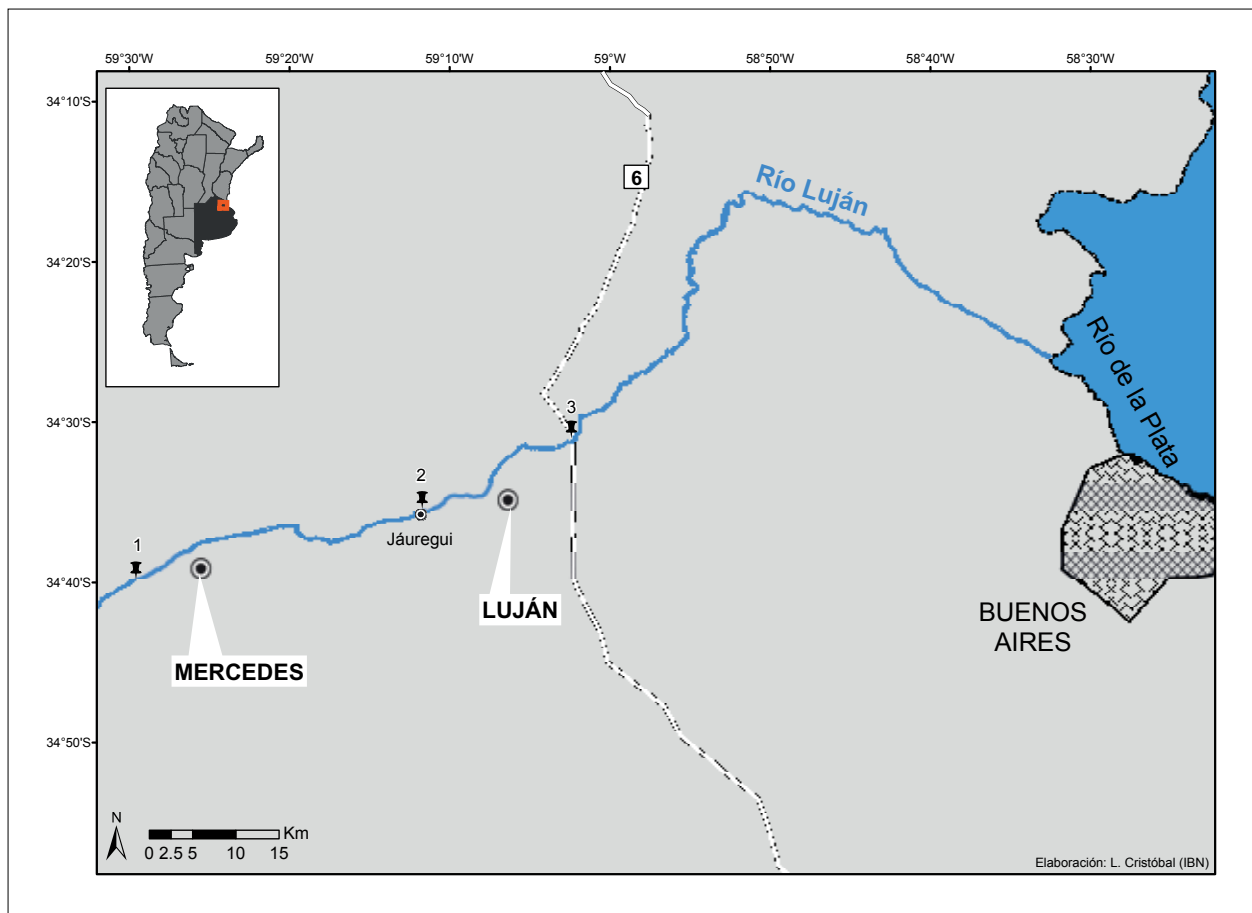 59°30'W 59°20'W 59°10'W 59°W 58°50'W 58°40'W 58°30'W
34°10'S
6
Río Luján
34°20'S
Río de la Plata
34°30'S
3
2
Jáuregui
1
34°40'S
LUJÁN
BUENOS
AIRES
MERCEDES
34°50'S
N
Km
0 2.5 5 10 15
Elaboración: L. Cristóbal (IBN)